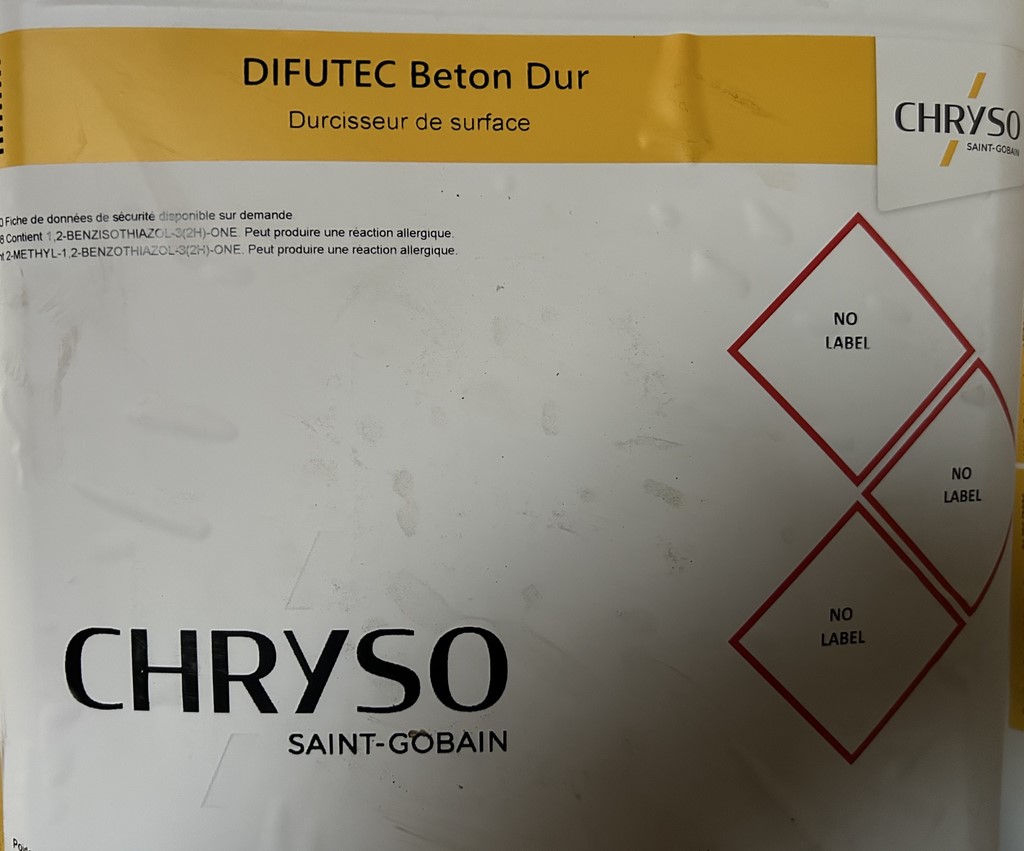 DIFUTEC Beton Dur
Durcisseur de surface
CHRYSO
SAINT-GOBAIN
Fiche de données de sécurité disponible sur demande
8 Contient 1,2-BENZISOTHIAZOL-3(2H)-ONE. Peut produire une réaction allergique.
2-METHYL-1,2-BENZOTHIAZOL-3(2H)-ONE. Peut produire une réaction allergique.
NO
LABEL
NO
LABEL
NO
LABEL
CHRYSO
SAINT-GOBAIN